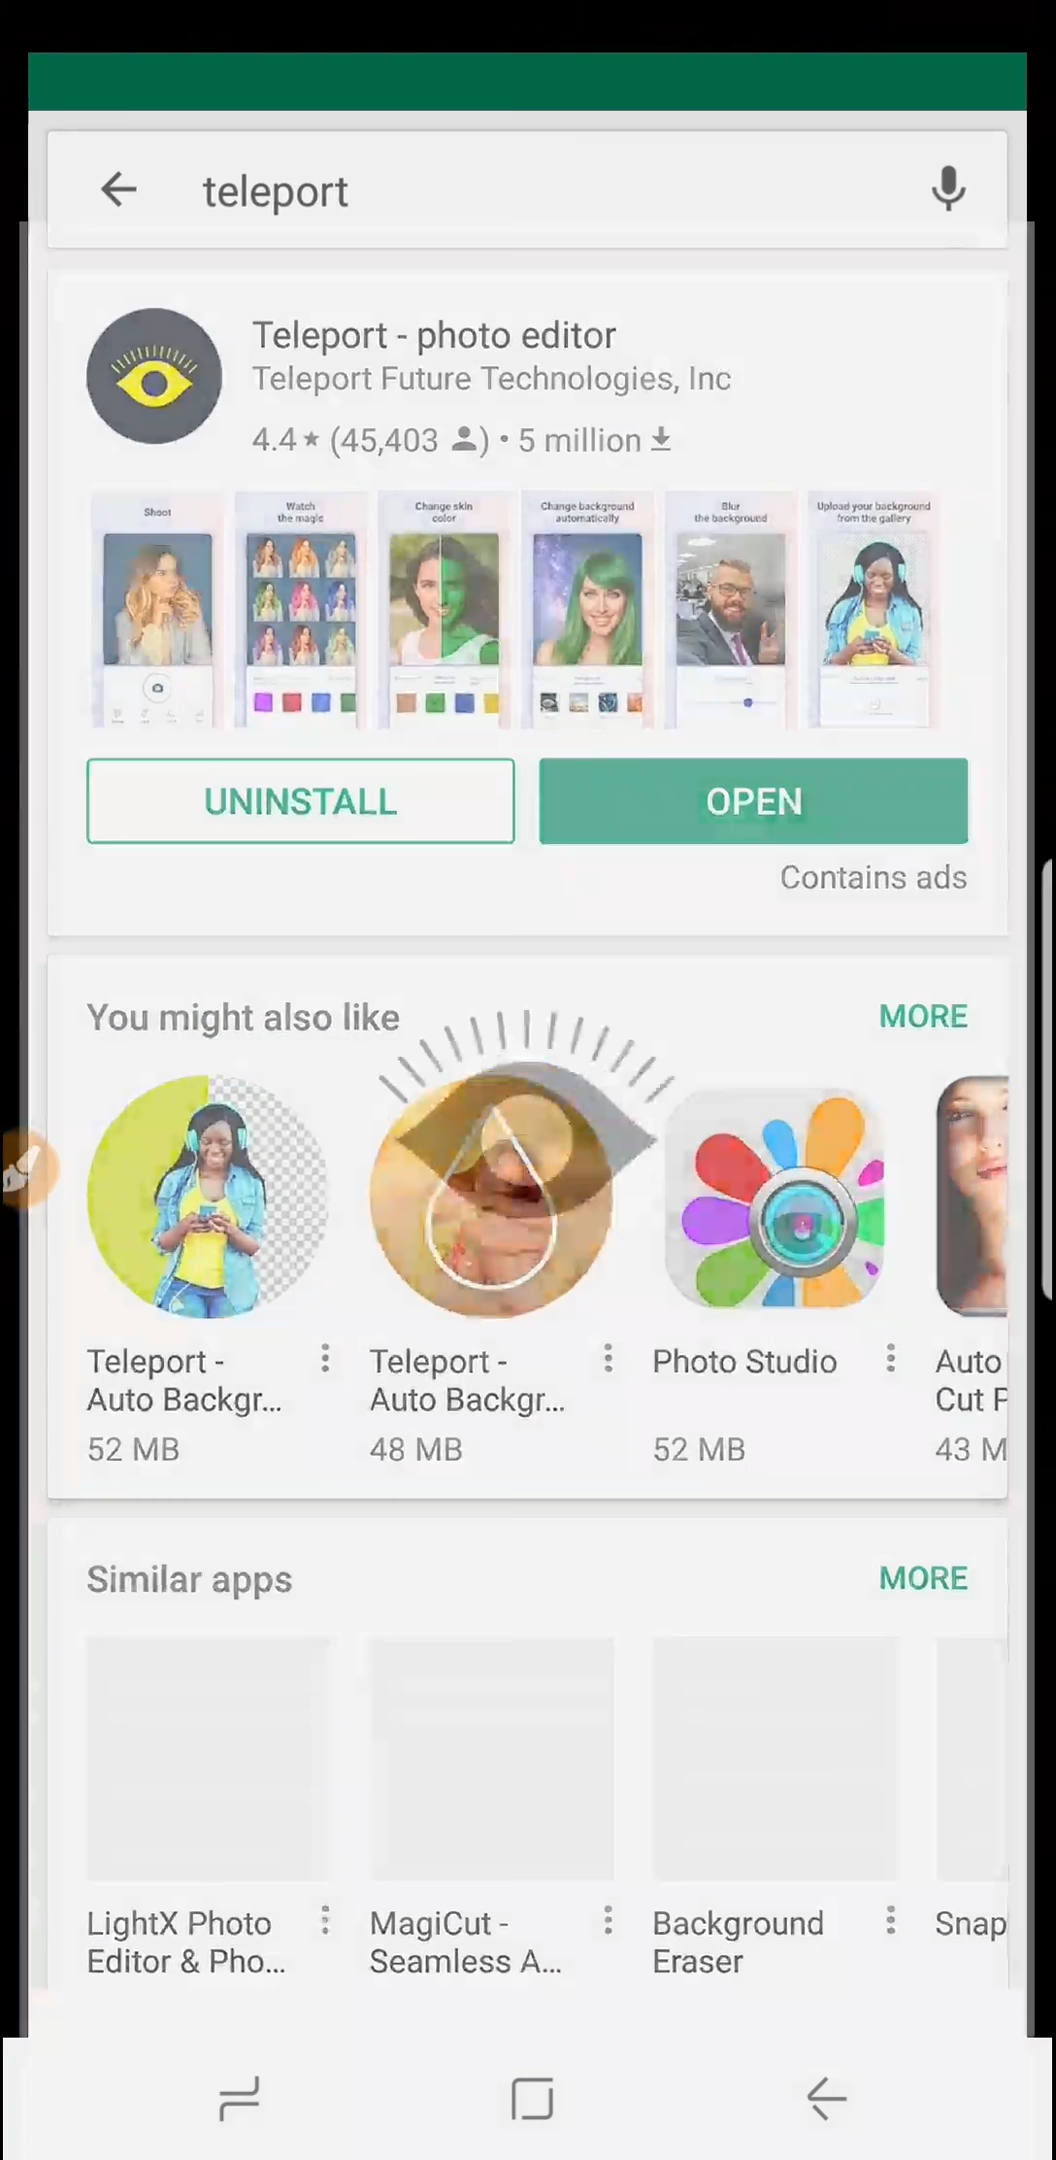 teleport
Teleport - photo editor
Teleport Future Technologies, Inc
4.4★ (45,403 ) • 5 million
Shoot
Watch
the magic
Change skin
color
Change background
automatically
Blur
the background
Upload your background
from the gallery
UNINSTALL
OPEN
Contains ads
You might also like
MORE
Teleport -
Auto Backgr...
52 MB
Teleport -
Auto Backgr...
48 MB
Photo Studio
52 MB
Auto
Cut P
43 M
Similar apps
MORE
LightX Photo
Editor & Pho...
MagiCut -
Seamless A...
Background
Eraser
Snap